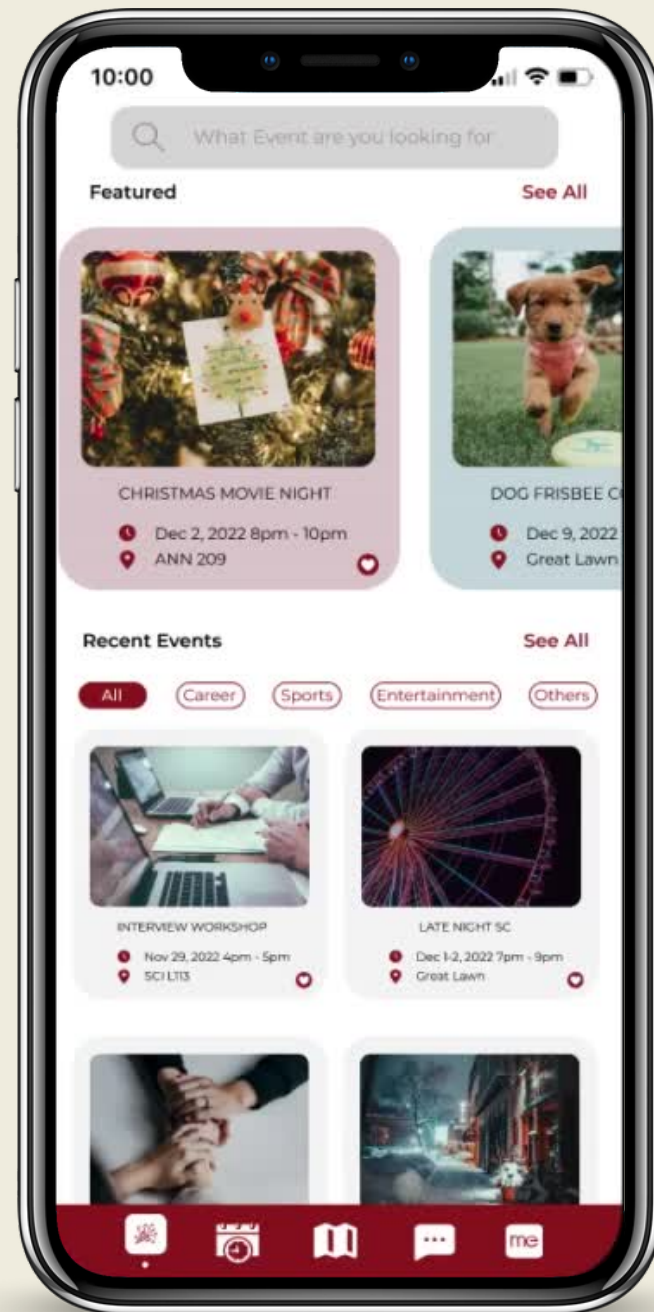 10:00
What Event are you looking for
Featured
See All
CHRISTMAS MOVIE NIGHT
Dec 2, 2022 8pm - 10pm
ANN 209
DOG FRISBEE
Dec 9, 2022
Great Lawn
Recent Events
See All
All
Career
Sports
Entertainment
Others
INTERVIEW WORKSHOP
Nov 29, 2022 4pm - 5pm
SCI L113
LATE NIGHT SC
Dec 1-2, 2022 7pm - 9pm
Great Lawn
me